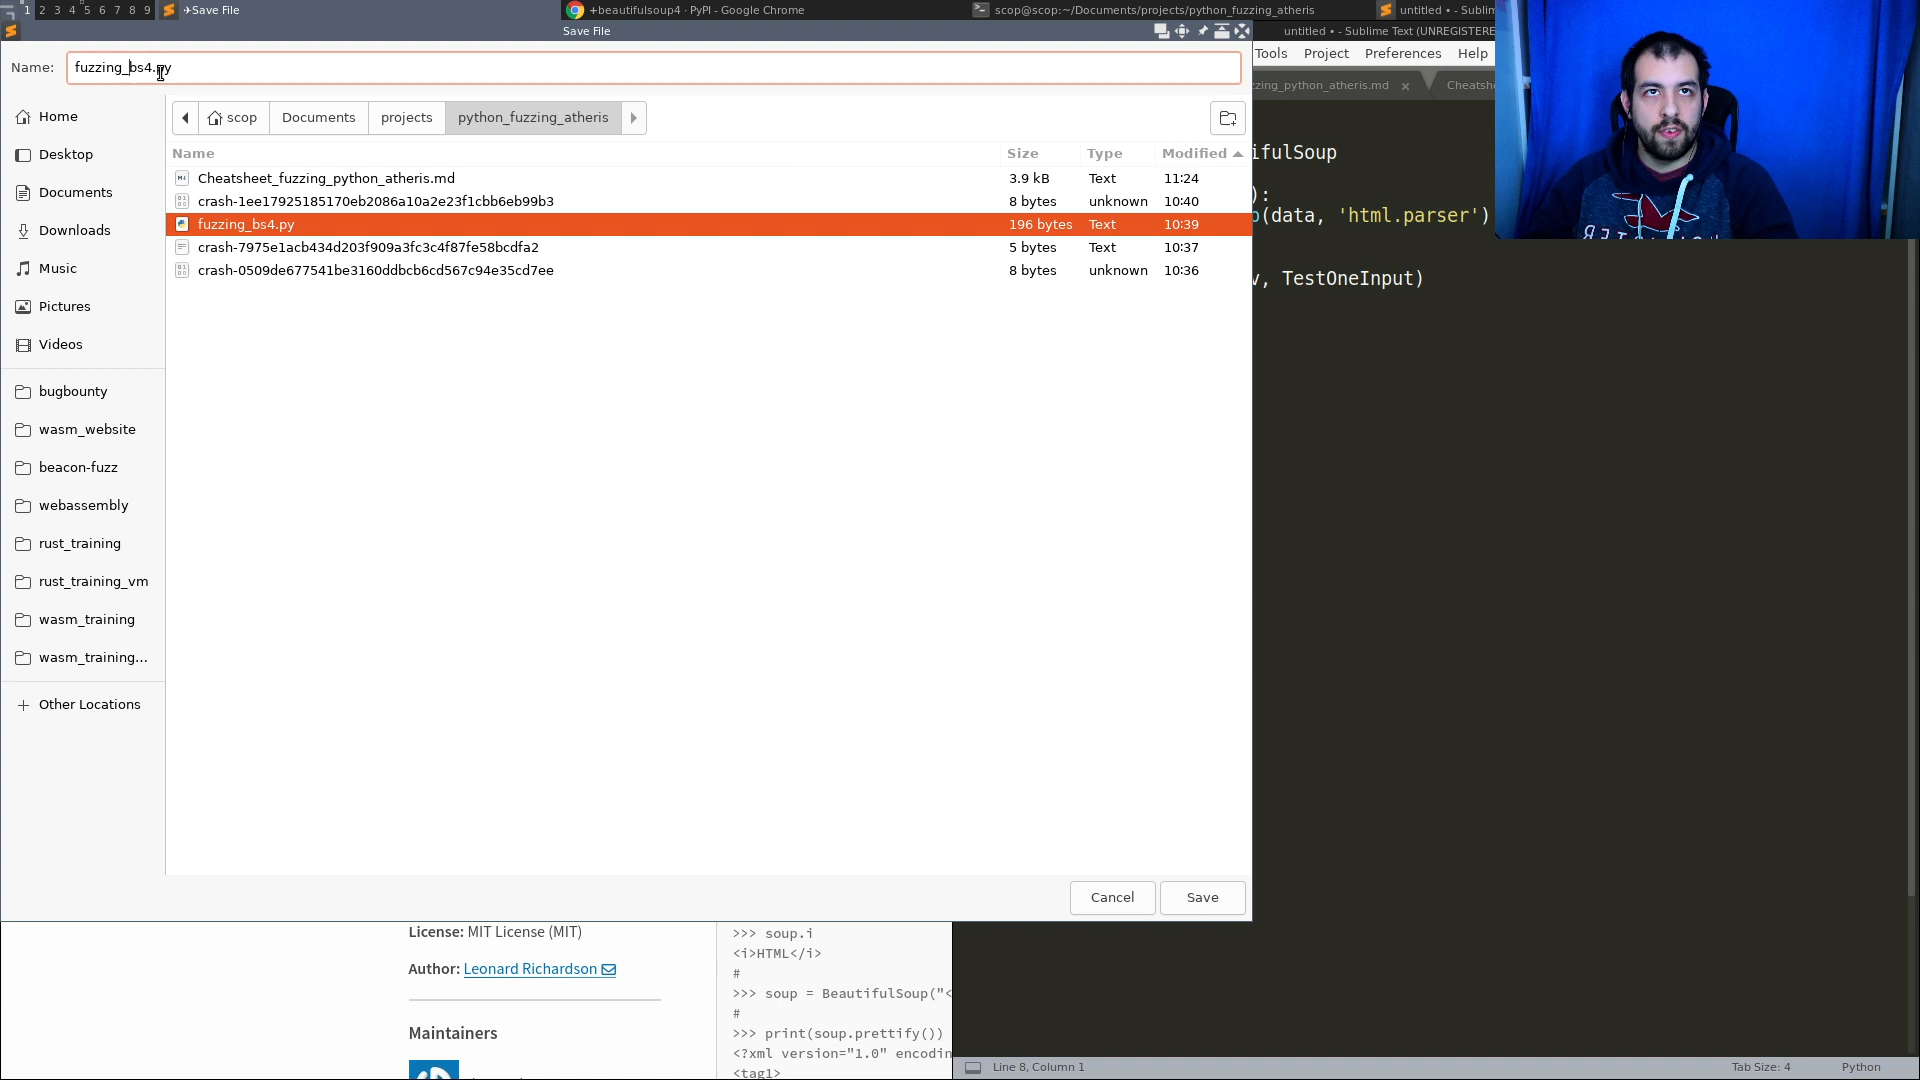 1 2 3 4 5 6 7 8 9
✈Save File
+beautifulsoup4 · PyPI - Google Chrome
scop@scop:~/Documents/projects/python_fuzzing_atheris
untitled • - Sublim
Save File
untitled • - Sublime Text (UNREGISTERE
Name: fuzzing_bs4.py
Tools Project Preferences Help
zzing_python_atheris.md × Cheatshe
Home
Desktop
Documents
Downloads
Music
Pictures
Videos
bugbounty
wasm_website
beacon-fuzz
webassembly
rust_training
rust_training_vm
wasm_training
wasm_training...
Other Locations
scop Documents projects python_fuzzing_atheris
Name Size Type Modified
Cheatsheet_fuzzing_python_atheris.md 3.9 kB Text 11:24
crash-1ee17925185170eb2086a10a2e23f1cbb6eb99b3 8 bytes unknown 10:40
fuzzing_bs4.py 196 bytes Text 10:39
crash-7975e1acb434d203f909a3fc3c4f87fe58bcdfa2 5 bytes Text 10:37
crash-0509de677541be3160ddbcb6cd567c94e35cd7ee 8 bytes unknown 10:36
Cancel Save
ifulSoup
):
(data, 'html.parser')
, TestOneInput)
License: MIT License (MIT)
Author: Leonard Richardson
Maintainers
>>> soup.i
<i>HTML</i>
#
>>> soup = BeautifulSoup("<
#
>>> print(soup.prettify())
<?xml version="1.0" encodin
<tag1>
Line 8, Column 1
Tab Size: 4
Python